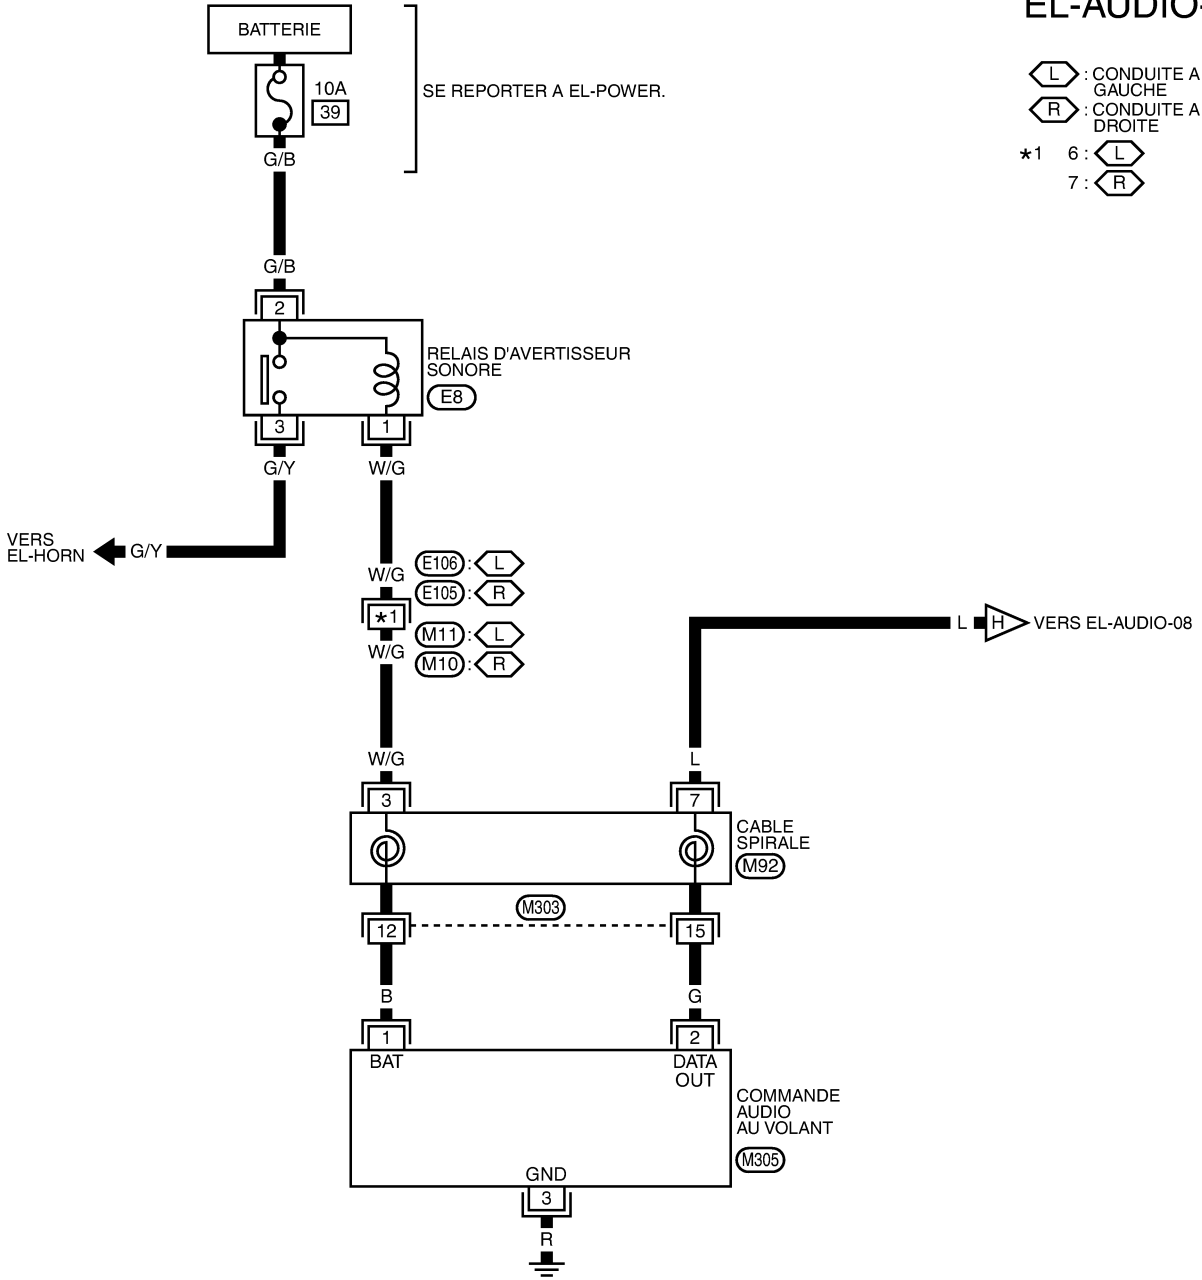 EL-AUDIO-
BATTERIE
10A
39
SE REPORTER A EL-POWER.
L : CONDUITE A
GAUCHE
R : CONDUITE A
DROITE
*1 6 : L
7 : R
G/B
G/B
2
RELAIS D'AVERTISSEUR
SONORE
E8
3
1
G/Y
W/G
VERS
EL-HORN
G/Y
W/G
E106 : L
E105 : R
*1
M11 : L
M10 : R
W/G
L
H
VERS EL-AUDIO-08
W/G
L
3
7
CABLE
SPIRALE
M92
M303
12
15
B
G
1
2
BAT
DATA
OUT
COMMANDE
AUDIO
AU VOLANT
M305
GND
3
R